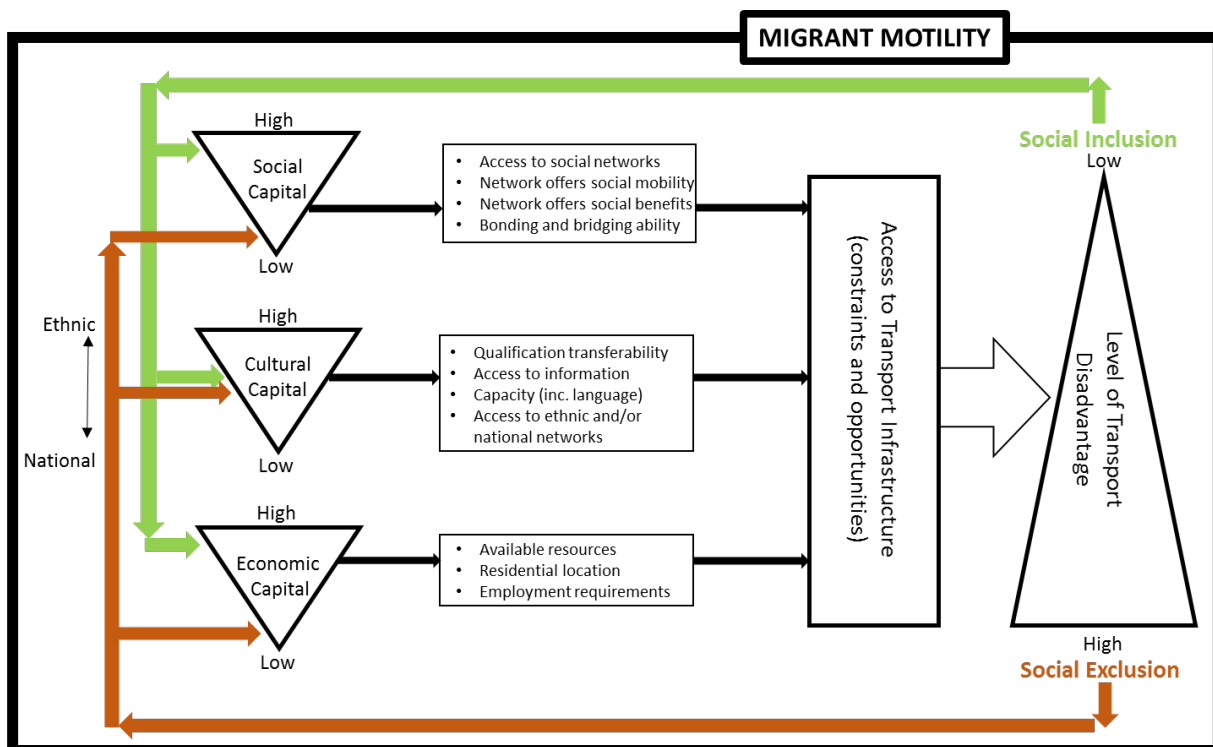 MIGRANT MOTILITY
Social Inclusion
Low
High
Social
Capital
Low
• Access to social networks
• Network offers social mobility
• Network offers social benefits
• Bonding and bridging ability
Ethnic
National
High
Cultural
Capital
Low
• Qualification transferability
• Access to information
• Capacity (inc. language)
• Access to ethnic and/or
national networks
High
Economic
Capital
Low
• Available resources
• Residential location
• Employment requirements
Access to Transport Infrastructure
(constraints and opportunities)
Level of Transport
Disadvantage
High
Social Exclusion